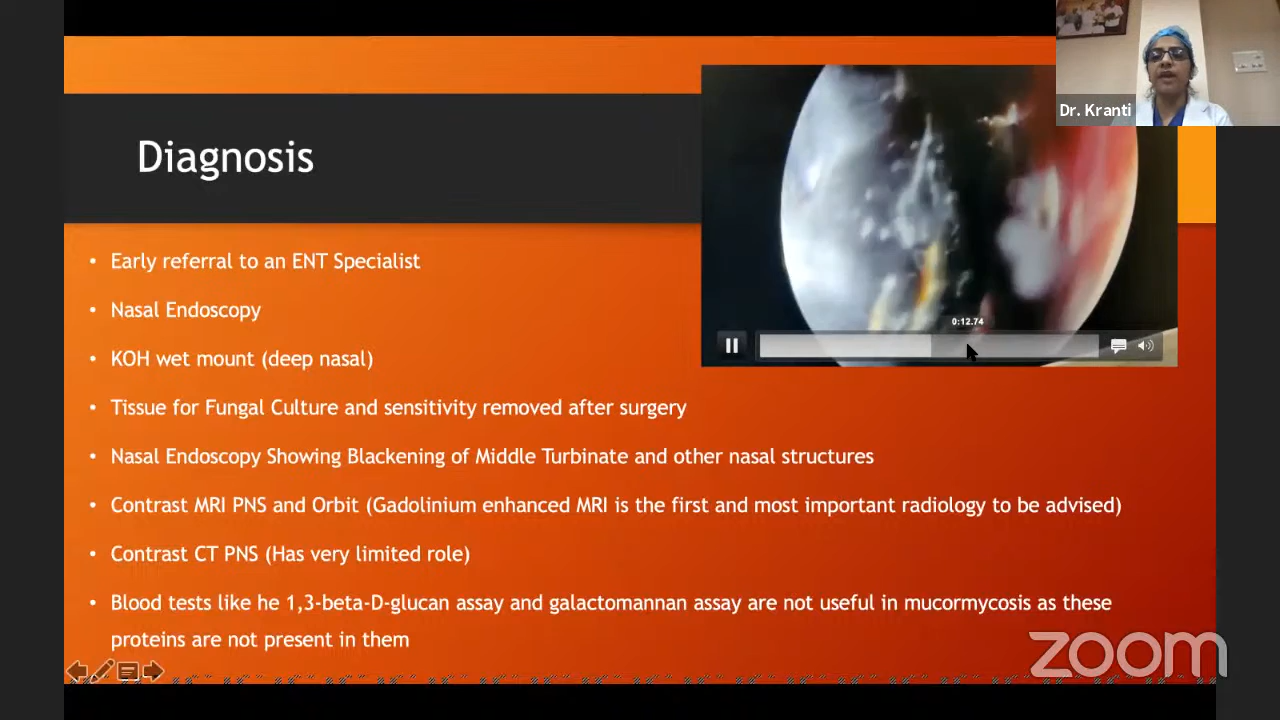 Dr. Kranti
Diagnosis
0:12.74
• Early referral to an ENT Specialist
• Nasal Endoscopy
• KOH wet mount (deep nasal)
• Tissue for Fungal Culture and sensitivity removed after surgery
• Nasal Endoscopy Showing Blackening of Middle Turbinate and other nasal structures
• Contrast MRI PNS and Orbit (Gadolinium enhanced MRI is the first and most important radiology to be advised)
• Contrast CT PNS (Has very limited role)
• Blood tests like he 1,3-beta-D-glucan assay and galactomannan assay are not useful in mucormycosis as these
proteins are not present in them
zoom